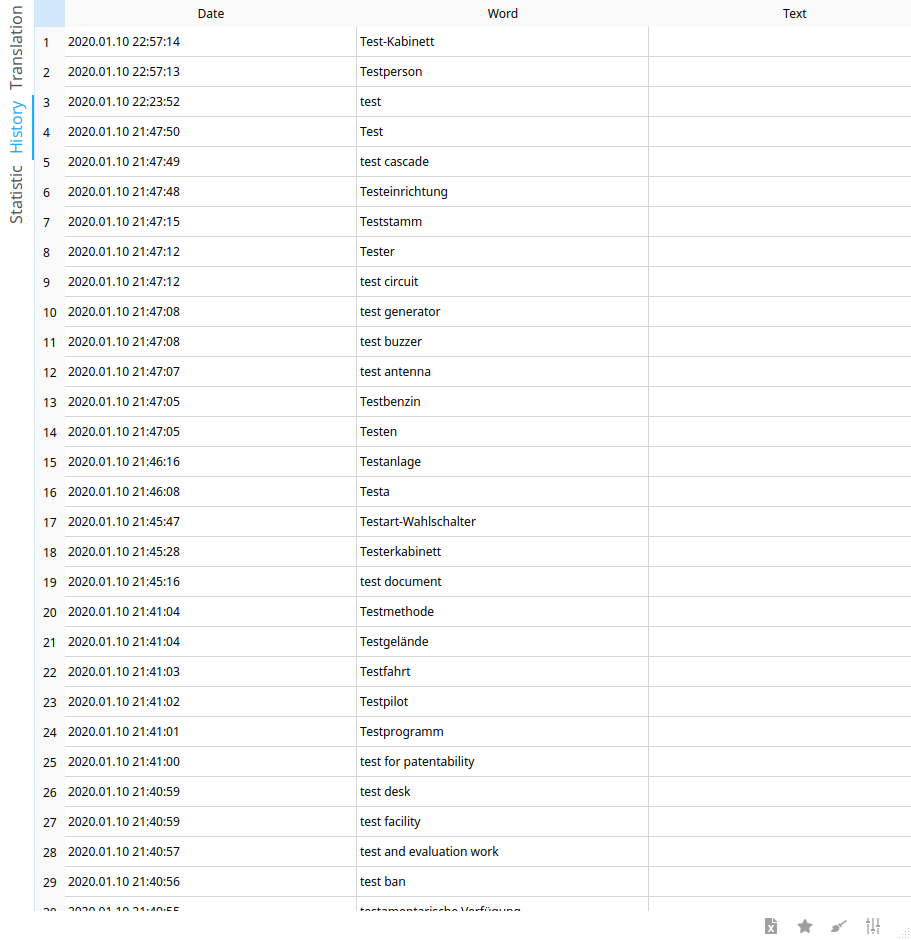 Translation
History
Statistic
Date Word Text
1 2020.01.10 22:57:14 Test-Kabinett
2 2020.01.10 22:57:13 Testperson
3 2020.01.10 22:23:52 test
4 2020.01.10 21:47:50 Test
5 2020.01.10 21:47:49 test cascade
6 2020.01.10 21:47:48 Testeinrichtung
7 2020.01.10 21:47:15 Teststamm
8 2020.01.10 21:47:12 Tester
9 2020.01.10 21:47:12 test circuit
10 2020.01.10 21:47:08 test generator
11 2020.01.10 21:47:08 test buzzer
12 2020.01.10 21:47:07 test antenna
13 2020.01.10 21:47:05 Testbenzin
14 2020.01.10 21:47:05 Testen
15 2020.01.10 21:46:16 Testanlage
16 2020.01.10 21:46:08 Testa
17 2020.01.10 21:45:47 Testart-Wahlschalter
18 2020.01.10 21:45:28 Testerkabinett
19 2020.01.10 21:45:16 test document
20 2020.01.10 21:41:04 Testmethode
21 2020.01.10 21:41:04 Testgelände
22 2020.01.10 21:41:03 Testfahrt
23 2020.01.10 21:41:02 Testpilot
24 2020.01.10 21:41:01 Testprogramm
25 2020.01.10 21:41:00 test for patentability
26 2020.01.10 21:40:59 test desk
27 2020.01.10 21:40:59 test facility
28 2020.01.10 21:40:57 test and evaluation work
29 2020.01.10 21:40:56 test ban
30 2020.01.10 21:40:55 testamentarische Verfügung